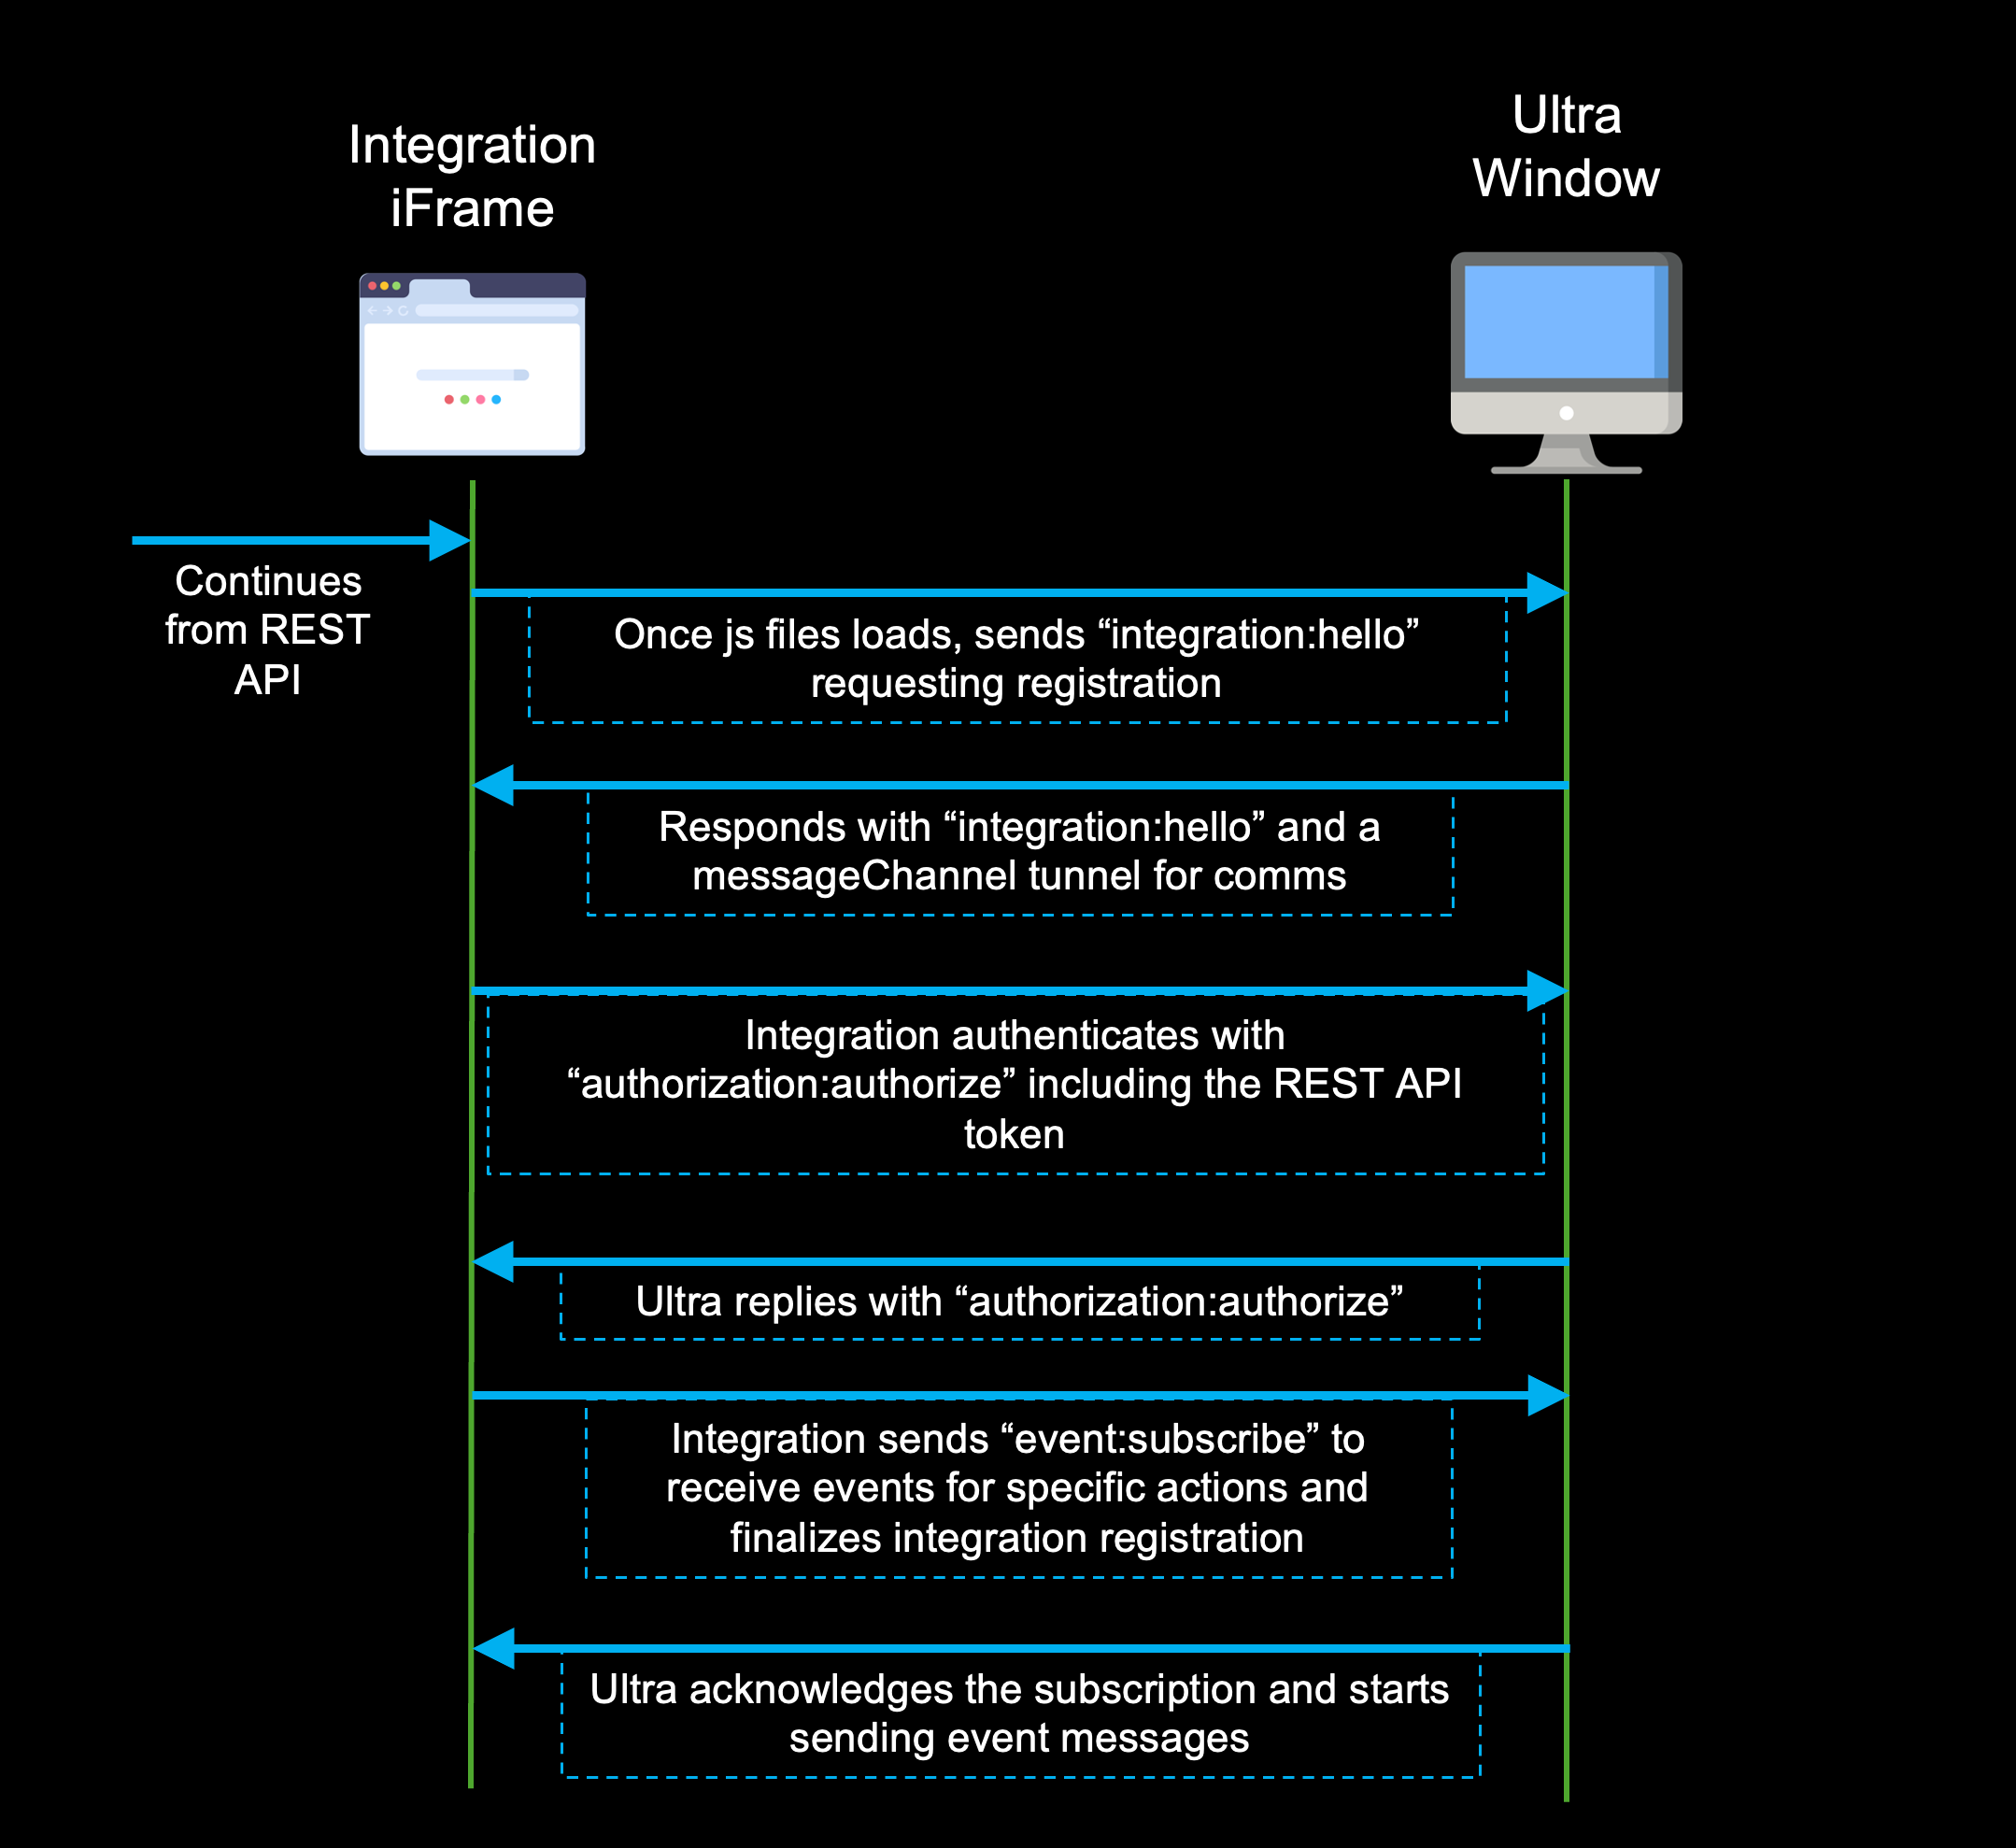 Integration
iFrame
Ultra
Window
Continues
from REST
API
Once js files loads, sends “integration:hello”
requesting registration
Responds with “integration:hello” and a
messageChannel tunnel for comms
Integration authenticates with
“authorization:authorize” including the REST API
token
Ultra replies with “authorization:authorize”
Integration sends “event:subscribe” to
receive events for specific actions and
finalizes integration registration
Ultra acknowledges the subscription and starts
sending event messages